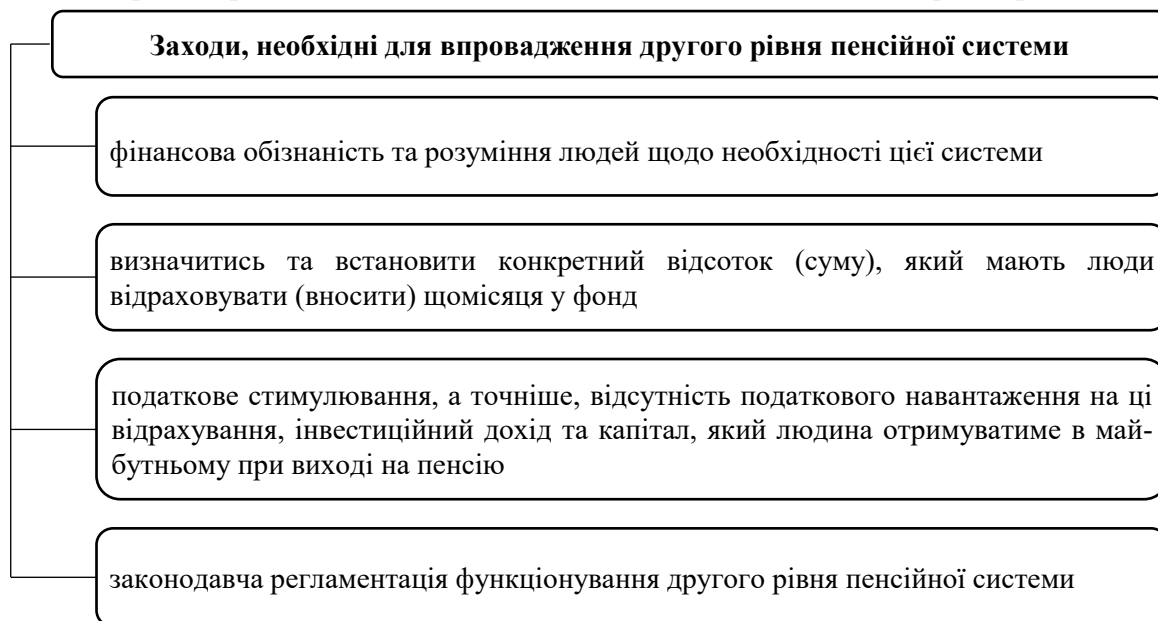 Заходи, необхідні для впровадження другого рівня пенсійної системи
фінансова обізнаність та розуміння людей щодо необхідності цієї системи
визначитись та встановити конкретний відсоток (суму), який мають люди
відраховувати (вносити) щомісяця у фонд
податкове стимулювання, а точніше, відсутність податкового навантаження на ці
відрахування, інвестиційний дохід та капітал, який людина отримуватиме в май-
бутньому при виході на пенсію
законодавча регламентація функціонування другого рівня пенсійної системи